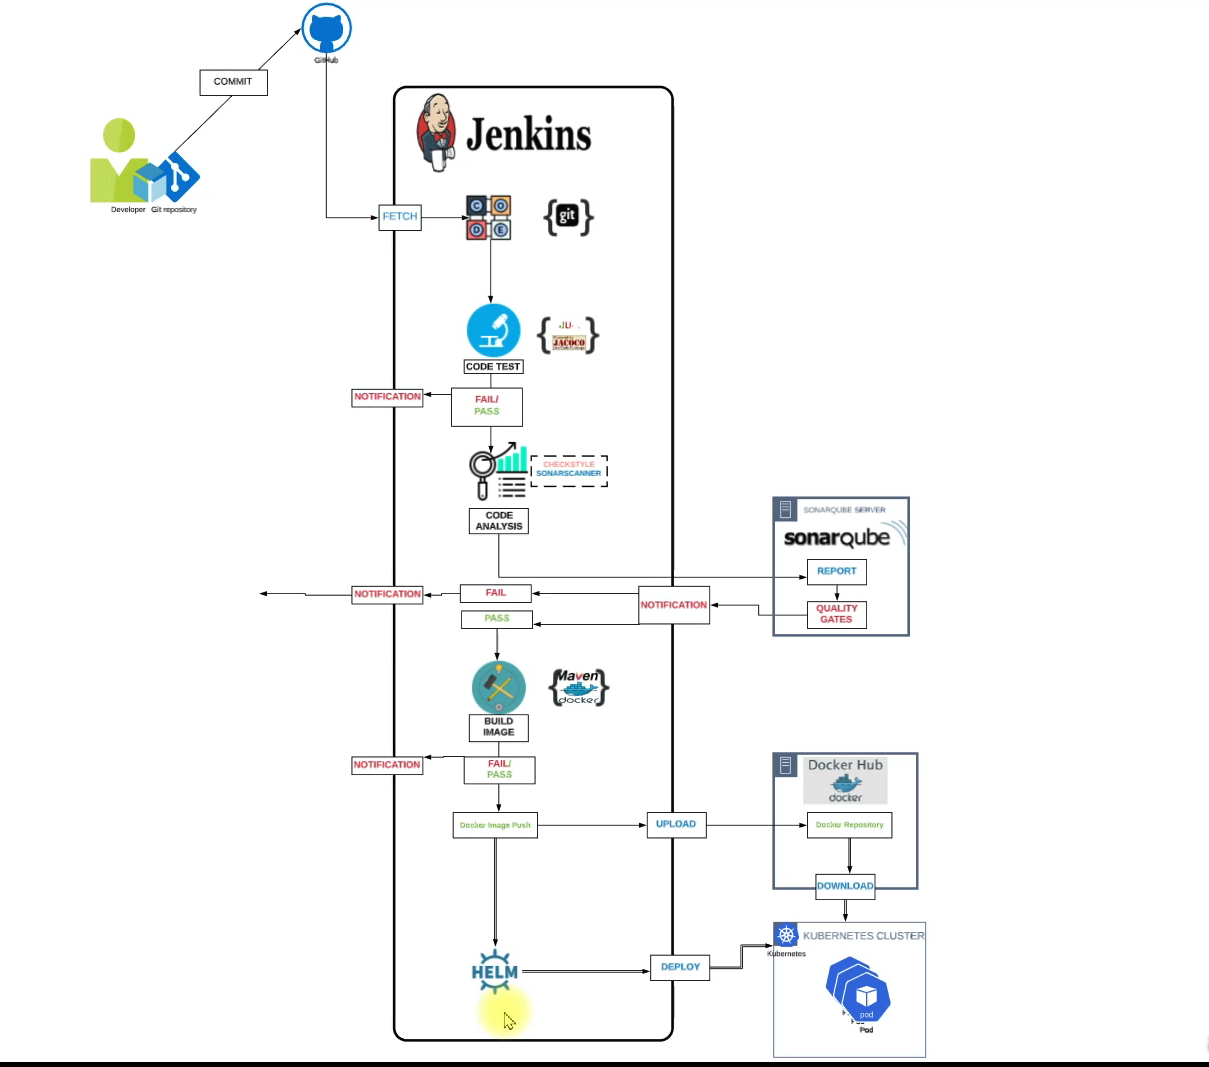 GitHub
COMMIT
Developer
Git repository
Jenkins
FETCH
C O
D E
{git}
JU
JACOCO
CODE TEST
NOTIFICATION
FAIL/
PASS
CHECKSTYLE
SONARSCANNER
CODE
ANALYSIS
SONARQUBE SERVER
sonarqube
REPORT
QUALITY
GATES
NOTIFICATION
FAIL
NOTIFICATION
PASS
Maven
docker
BUILD
IMAGE
NOTIFICATION
FAIL/
PASS
Docker Hub
docker
Docker Image Push
UPLOAD
Docker Repository
DOWNLOAD
KUBERNETES CLUSTER
Kubernetes
HELM
DEPLOY
pod
Pod